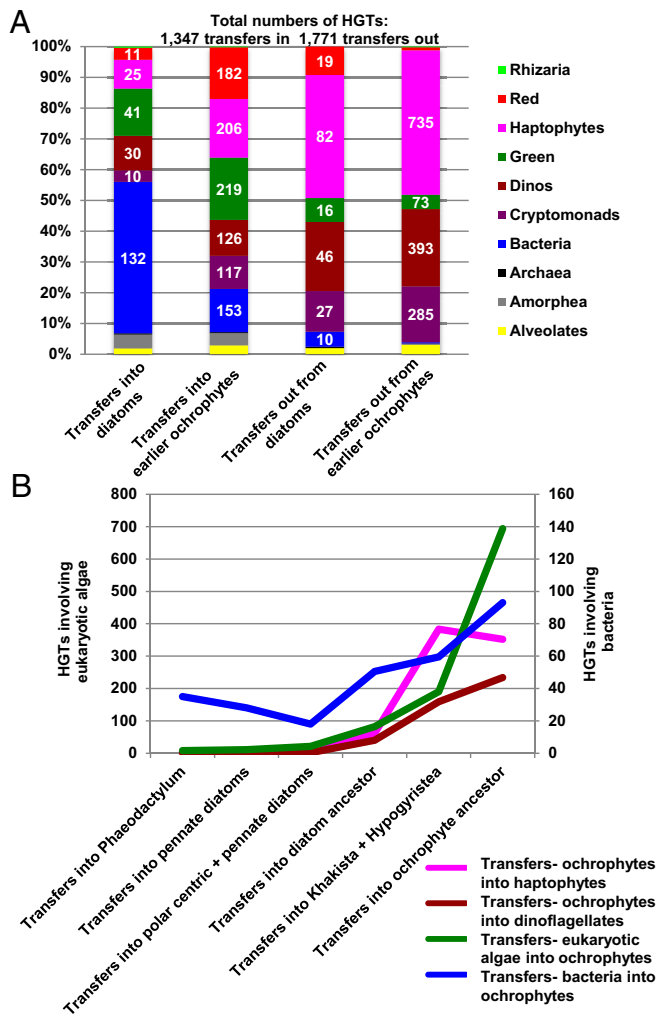 A
Total numbers of HGTs:
1,347 transfers in 1,771 transfers out
100%
90%
80%
70%
60%
50%
40%
30%
20%
10%
0%
11
25
41
30
10
132
182
206
219
126
117
153
19
82
16
46
27
10
735
73
393
285
Rhizaria
Red
Haptophytes
Green
Dinos
Cryptomonads
Bacteria
Archaea
Amorphea
Alveolates
Transfers into
diatoms
Transfers into
earlier ochrophytes
Transfers out from
diatoms
Transfers out from
earlier ochrophytes
B
HGTs involving
eukaryotic algae
800
700
600
500
400
300
200
100
0
160
140
120
100
80
60
40
20
0
HGTs involving
bacteria
Transfers into Phaeodactylum
Transfers into pennate diatoms
Transfers into polar centric + pennate diatoms
Transfers into diatom ancestor
Transfers into Khakista + Hypogyristea
Transfers into ochrophyte ancestor
Transfers- ochrophytes
into haptophytes
Transfers- ochrophytes
into dinoflagellates
Transfers- eukaryotic
algae into ochrophytes
Transfers- bacteria into
ochrophytes